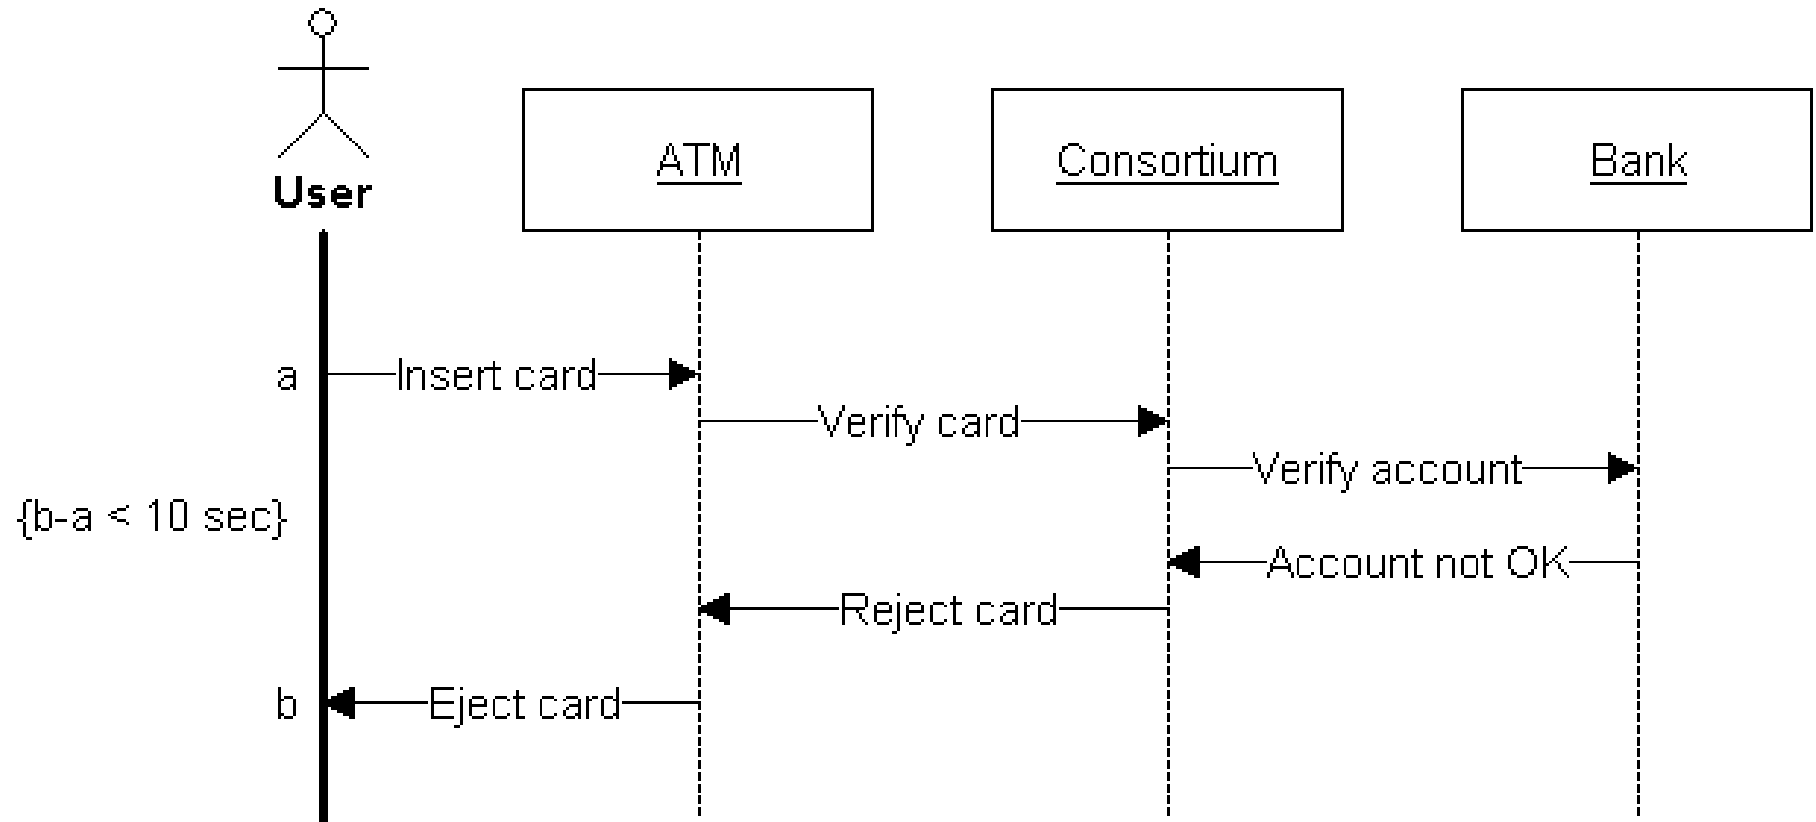 User
ATM
Consortium
Bank
a
Insert card
Verify card
Verify account
{b-a < 10 sec}
Account not OK
Reject card
b
Eject card